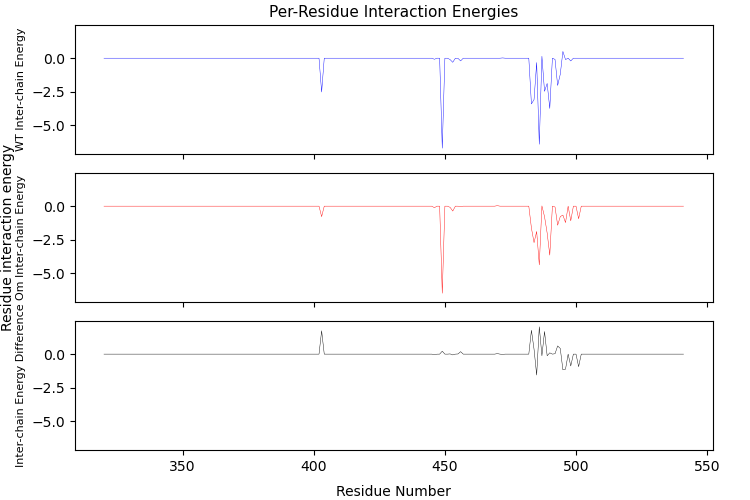 Per-Residue Interaction Energies
WT Inter-chain Energy
0.0
−2.5
−5.0
Residue interaction energy
Om Inter-chain Energy
0.0
−2.5
−5.0
Inter-chain Energy Difference
0.0
−2.5
−5.0
350
400
450
500
550
Residue Number